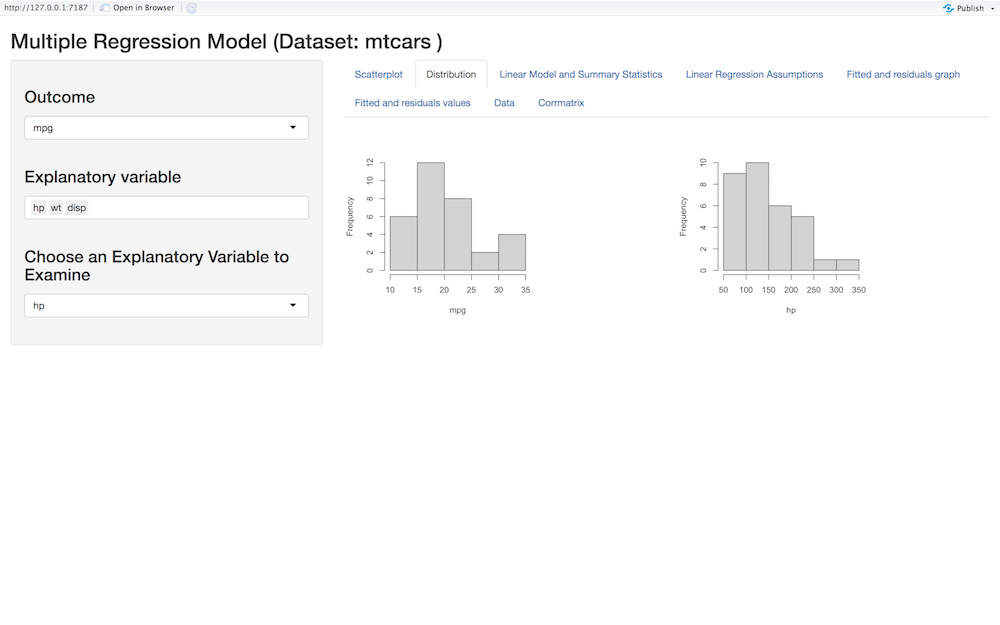 http://127.0.0.1:7187 Open in Browser Publish
Multiple Regression Model (Dataset: mtcars )
Outcome
mpg
Explanatory variable
hp wt disp
Choose an Explanatory Variable to
Examine
hp
Scatterplot Distribution Linear Model and Summary Statistics Linear Regression Assumptions Fitted and residuals graph
Fitted and residuals values Data Corrmatrix
Frequency
0 2 4 6 8 10 12
10 15 20 25 30 35
mpg
Frequency
0 2 4 6 8 10
50 100 150 200 250 300 350
hp